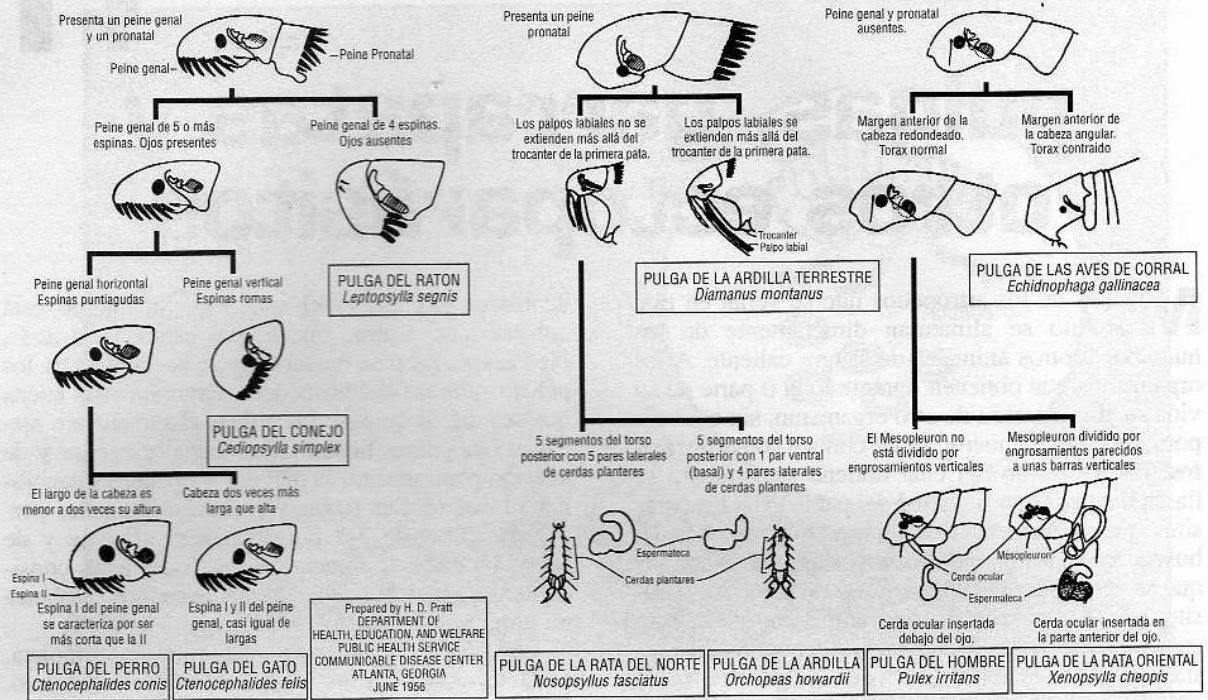 Presenta un peine genal
y un pronatal
Peine genal
Peine Pronatal
Presenta un peine
pronatal
Peine genal y pronatal
ausentes.
Peine genal de 5 o más
espinas. Ojos presentes
Peine genal de 4 espinas.
Ojos ausentes
Los palpos labiales no se
extienden más allá del
trocanter de la primera pata.
Los palpos labiales se
extienden más allá del
trocanter de la primera pata.
Margen anterior de la
cabeza redondeado.
Torax normal
Margen anterior de
la cabeza angular.
Torax contraido
Trocanter
Palpo labial
Peine genal horizontal
Espinas puntiagudas
Peine genal vertical
Espinas romas
PULGA DEL RATON
Leptopsylla segnis
PULGA DE LA ARDILLA TERRESTRE
Diamanus montanus
PULGA DE LAS AVES DE CORRAL
Echidnophaga gallinacea
PULGA DEL CONEJO
Cediopsylla simplex
El largo de la cabeza es
menor a dos veces su altura
Cabeza dos veces más
larga que alta
5 segmentos del torso
posterior con 5 pares laterales
de cerdas planteres
5 segmentos del torso
posterior con 1 par ventral
(basal) y 4 pares laterales
de cerdas planteres
El Mesopleuron no
está dividido por
engrosamientos verticales
Mesopleuron dividido por
engrosamientos parecidos
a unas barras verticales
Espina I
Espina II
Espermateca
Cerdas plantares
Mesopleuron
Cerda ocular
Espermateca
Espina I del peine genal
se caracteriza por ser
más corta que la II
Espina I y II del peine
genal, casi igual de
largas
Prepared by H. D. Pratt
DEPARTMENT OF
HEALTH, EDUCATION, AND WELFARE
PUBLIC HEALTH SERVICE
COMMUNICABLE DISEASE CENTER
ATLANTA, GEORGIA
JUNE 1956
Cerda ocular insertada
debajo del ojo.
Cerda ocular insertada en
la parte anterior del ojo.
PULGA DEL PERRO
Ctenocephalides conis
PULGA DEL GATO
Ctenocephalides felis
PULGA DE LA RATA DEL NORTE
Nosopsyllus fasciatus
PULGA DE LA ARDILLA
Orchopeas howardii
PULGA DEL HOMBRE
Pulex irritans
PULGA DE LA RATA ORIENTAL
Xenopsylla cheopis